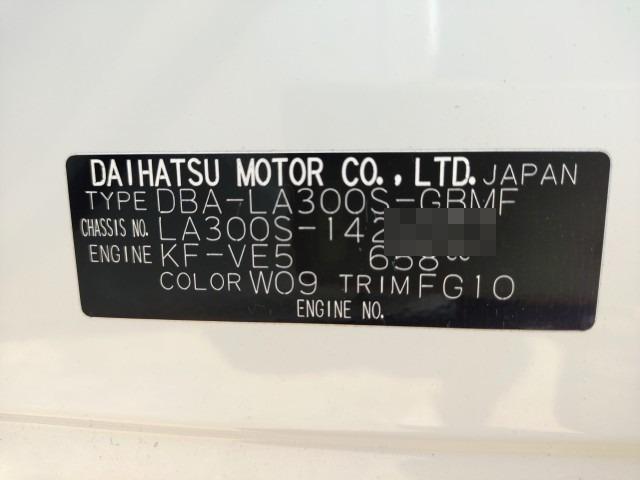 DAIHATSU MOTOR CO., LTD. JAPAN
TYPE DBA-LA300S-GBMF
CHASSIS NO. LA300S-142
ENGINE KF-VE5 658cc
COLOR W09 TRIM FG10
ENGINE NO.